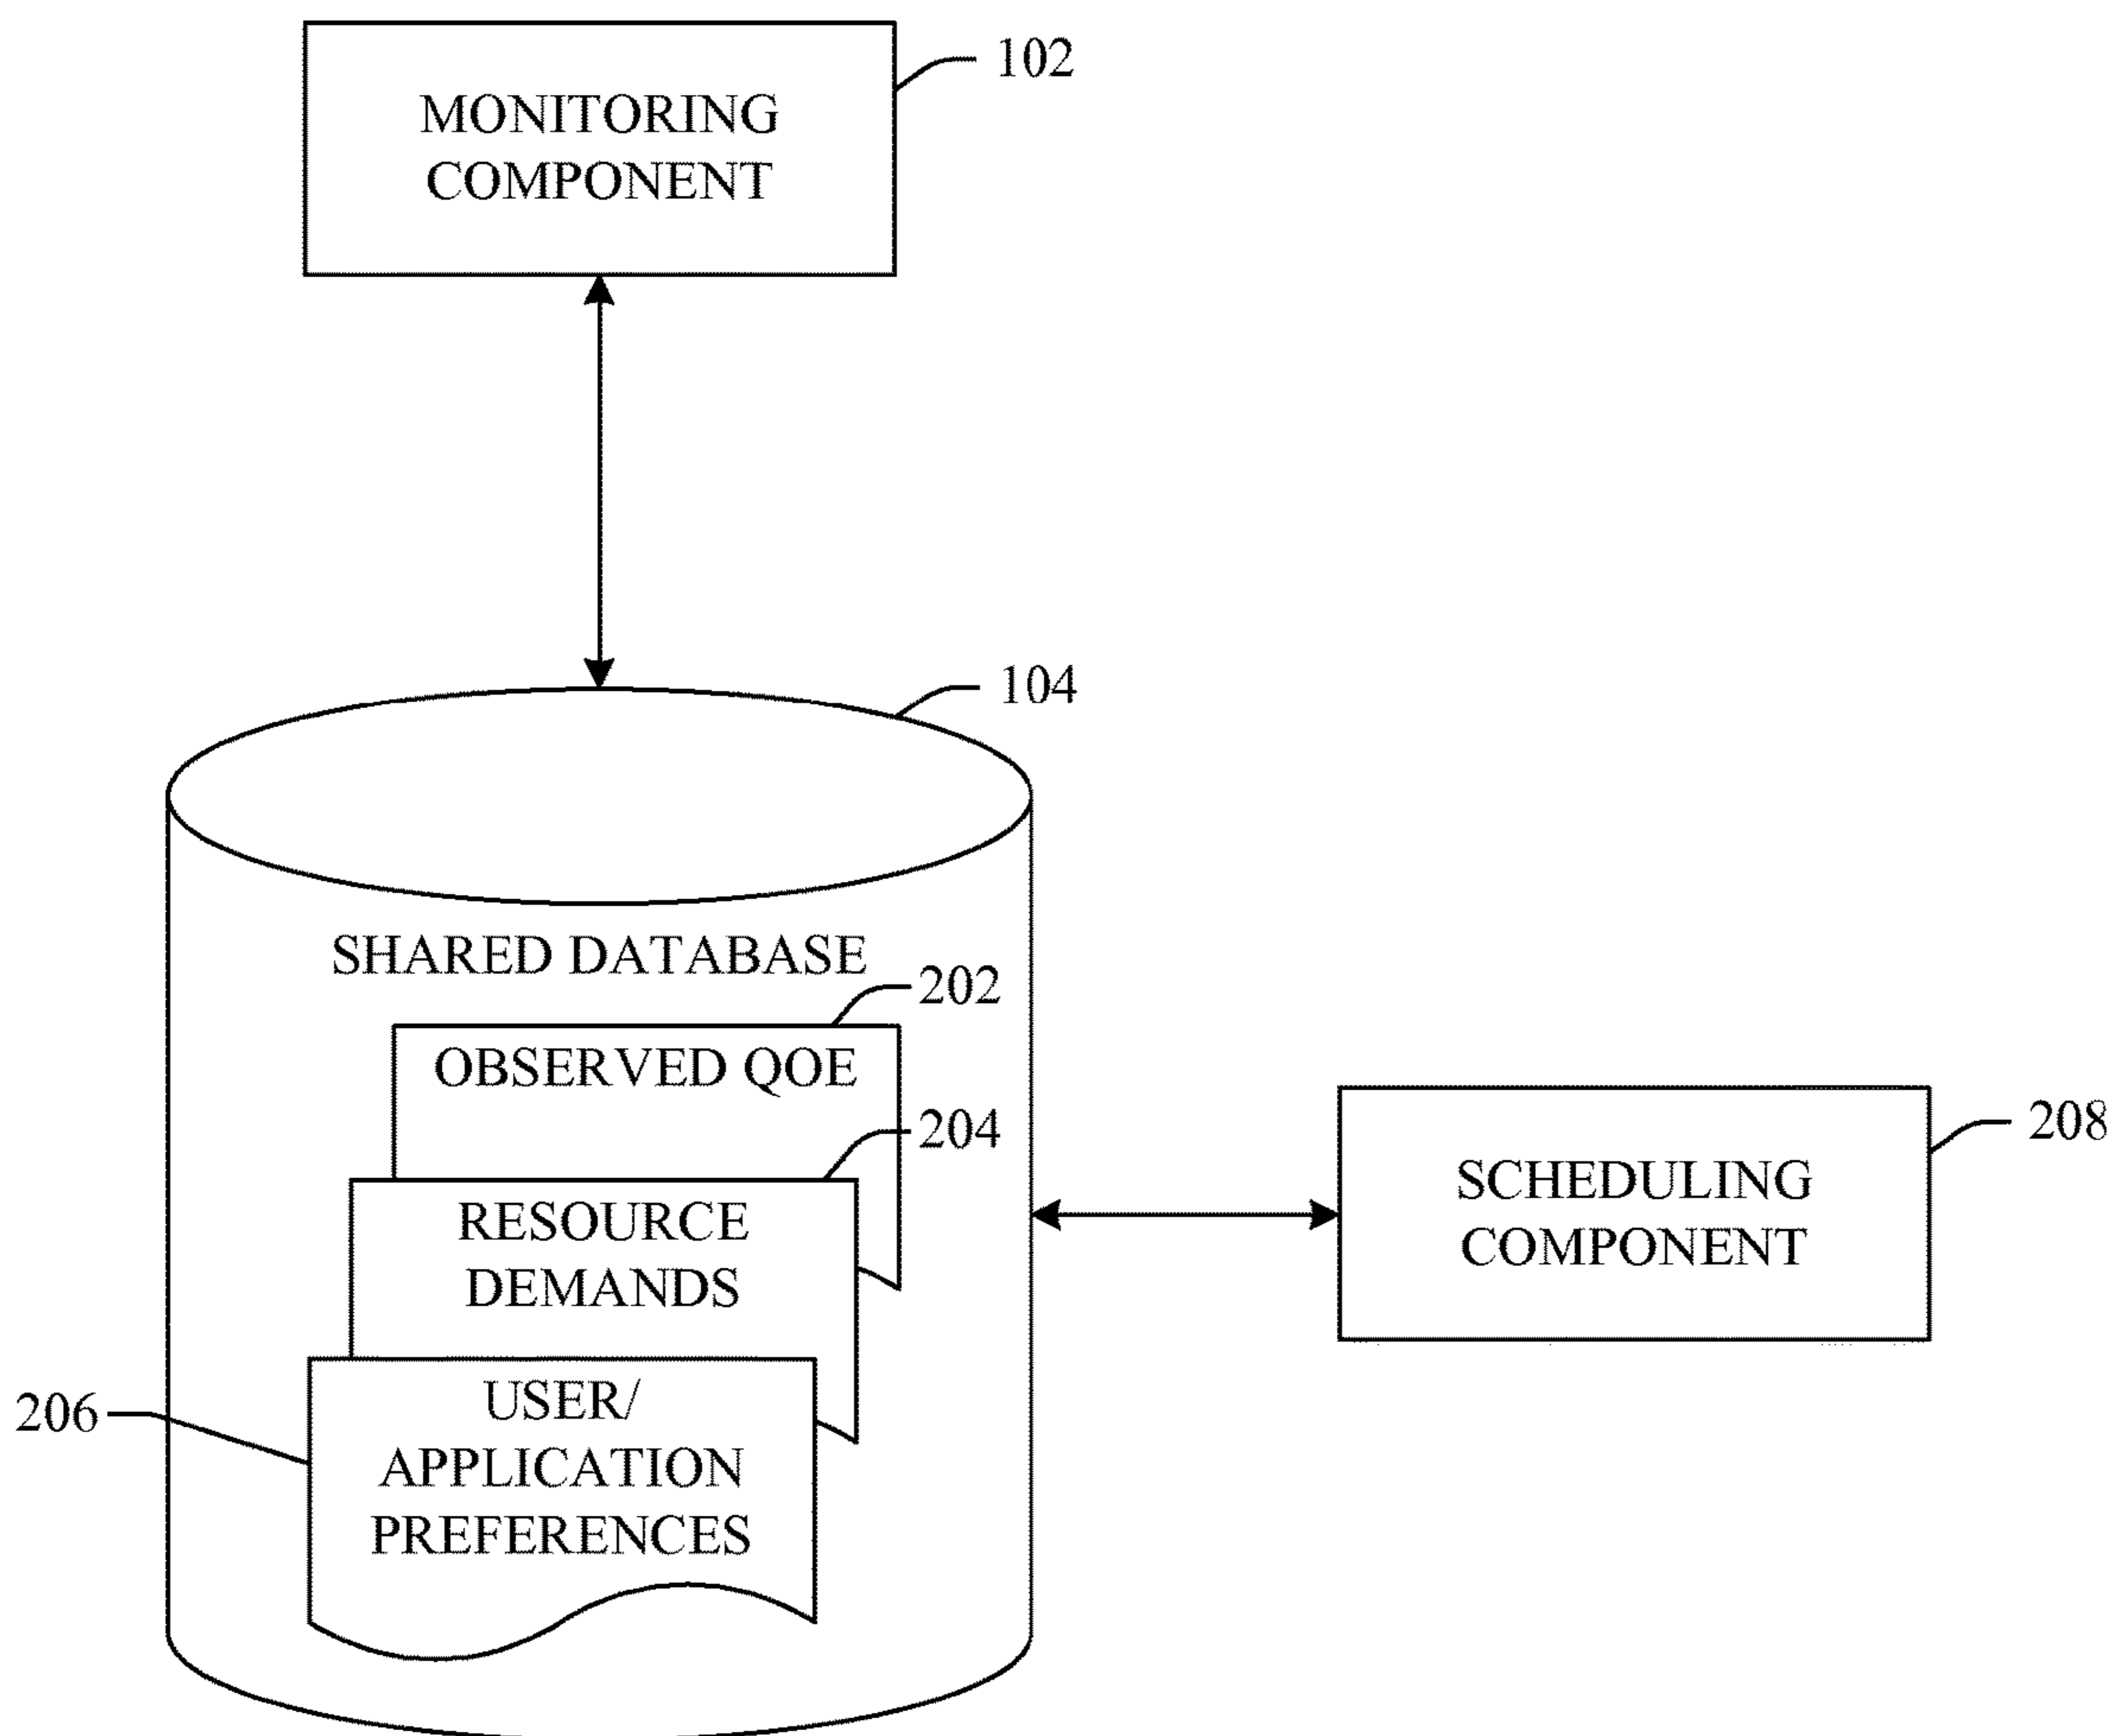 102
MONITORING
COMPONENT
104
SHARED DATABASE
202
OBSERVED QOE
204
RESOURCE
DEMANDS
208
SCHEDULING
COMPONENT
206
USER/
APPLICATION
PREFERENCES